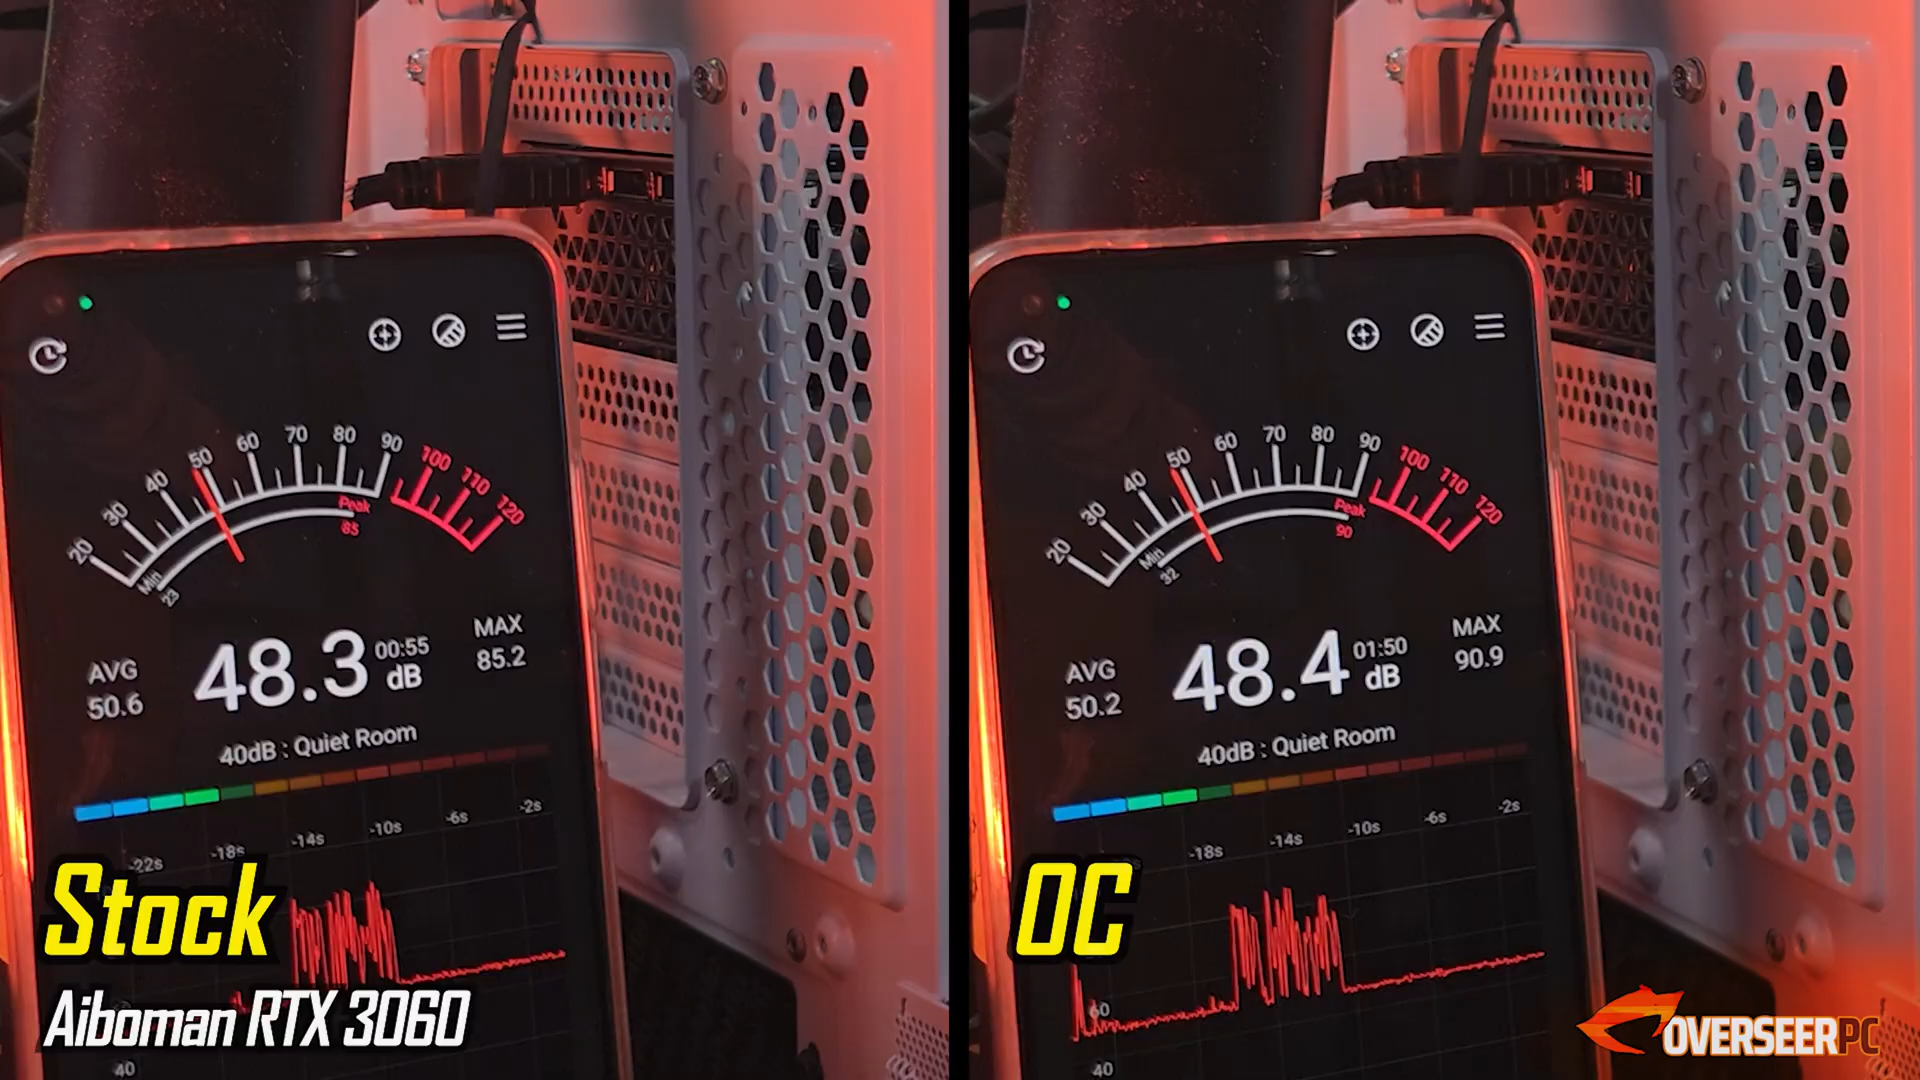 20 30 40 50 60 70 80 90 100 110 120
Peak
85
Min
23
AVG
50.6
48.3
00:55
dB
MAX
85.2
40dB : Quiet Room
-22s -18s -14s -10s -6s -2s
Stock
Aiboman RTX 3060
40
20 30 40 50 60 70 80 90 100 110 120
Peak
90
Min
32
AVG
50.2
48.4
01:50
dB
MAX
90.9
40dB : Quiet Room
-18s -14s -10s -6s -2s
OC
60
40
OVERSEERPC